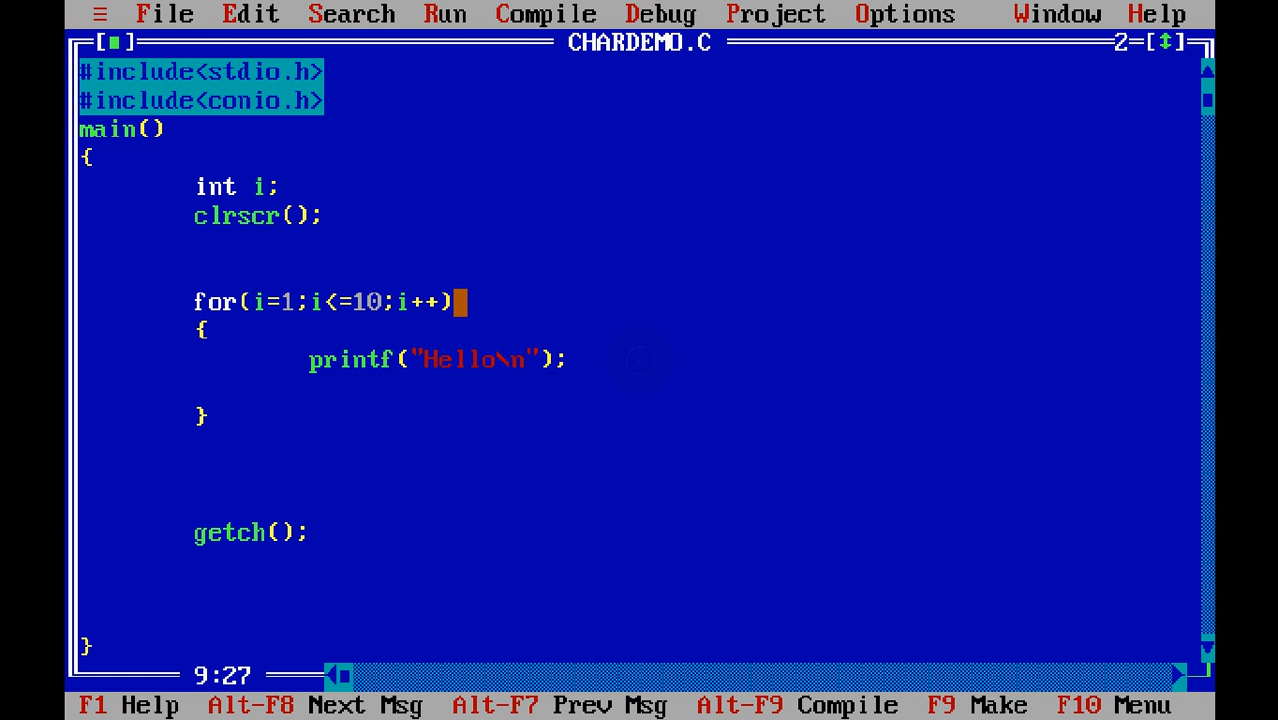 ≡ File Edit Search Run Compile Debug Project Options Window Help
[■] CHARDEMO.C 2=[↕]
#include<stdio.h>
#include<conio.h>
main()
{
int i;
clrscr();
for(i=1;i<=10;i++)
{
printf("Hello\n");
}
getch();
}
9:27
F1 Help Alt-F8 Next Msg Alt-F7 Prev Msg Alt-F9 Compile F9 Make F10 Menu